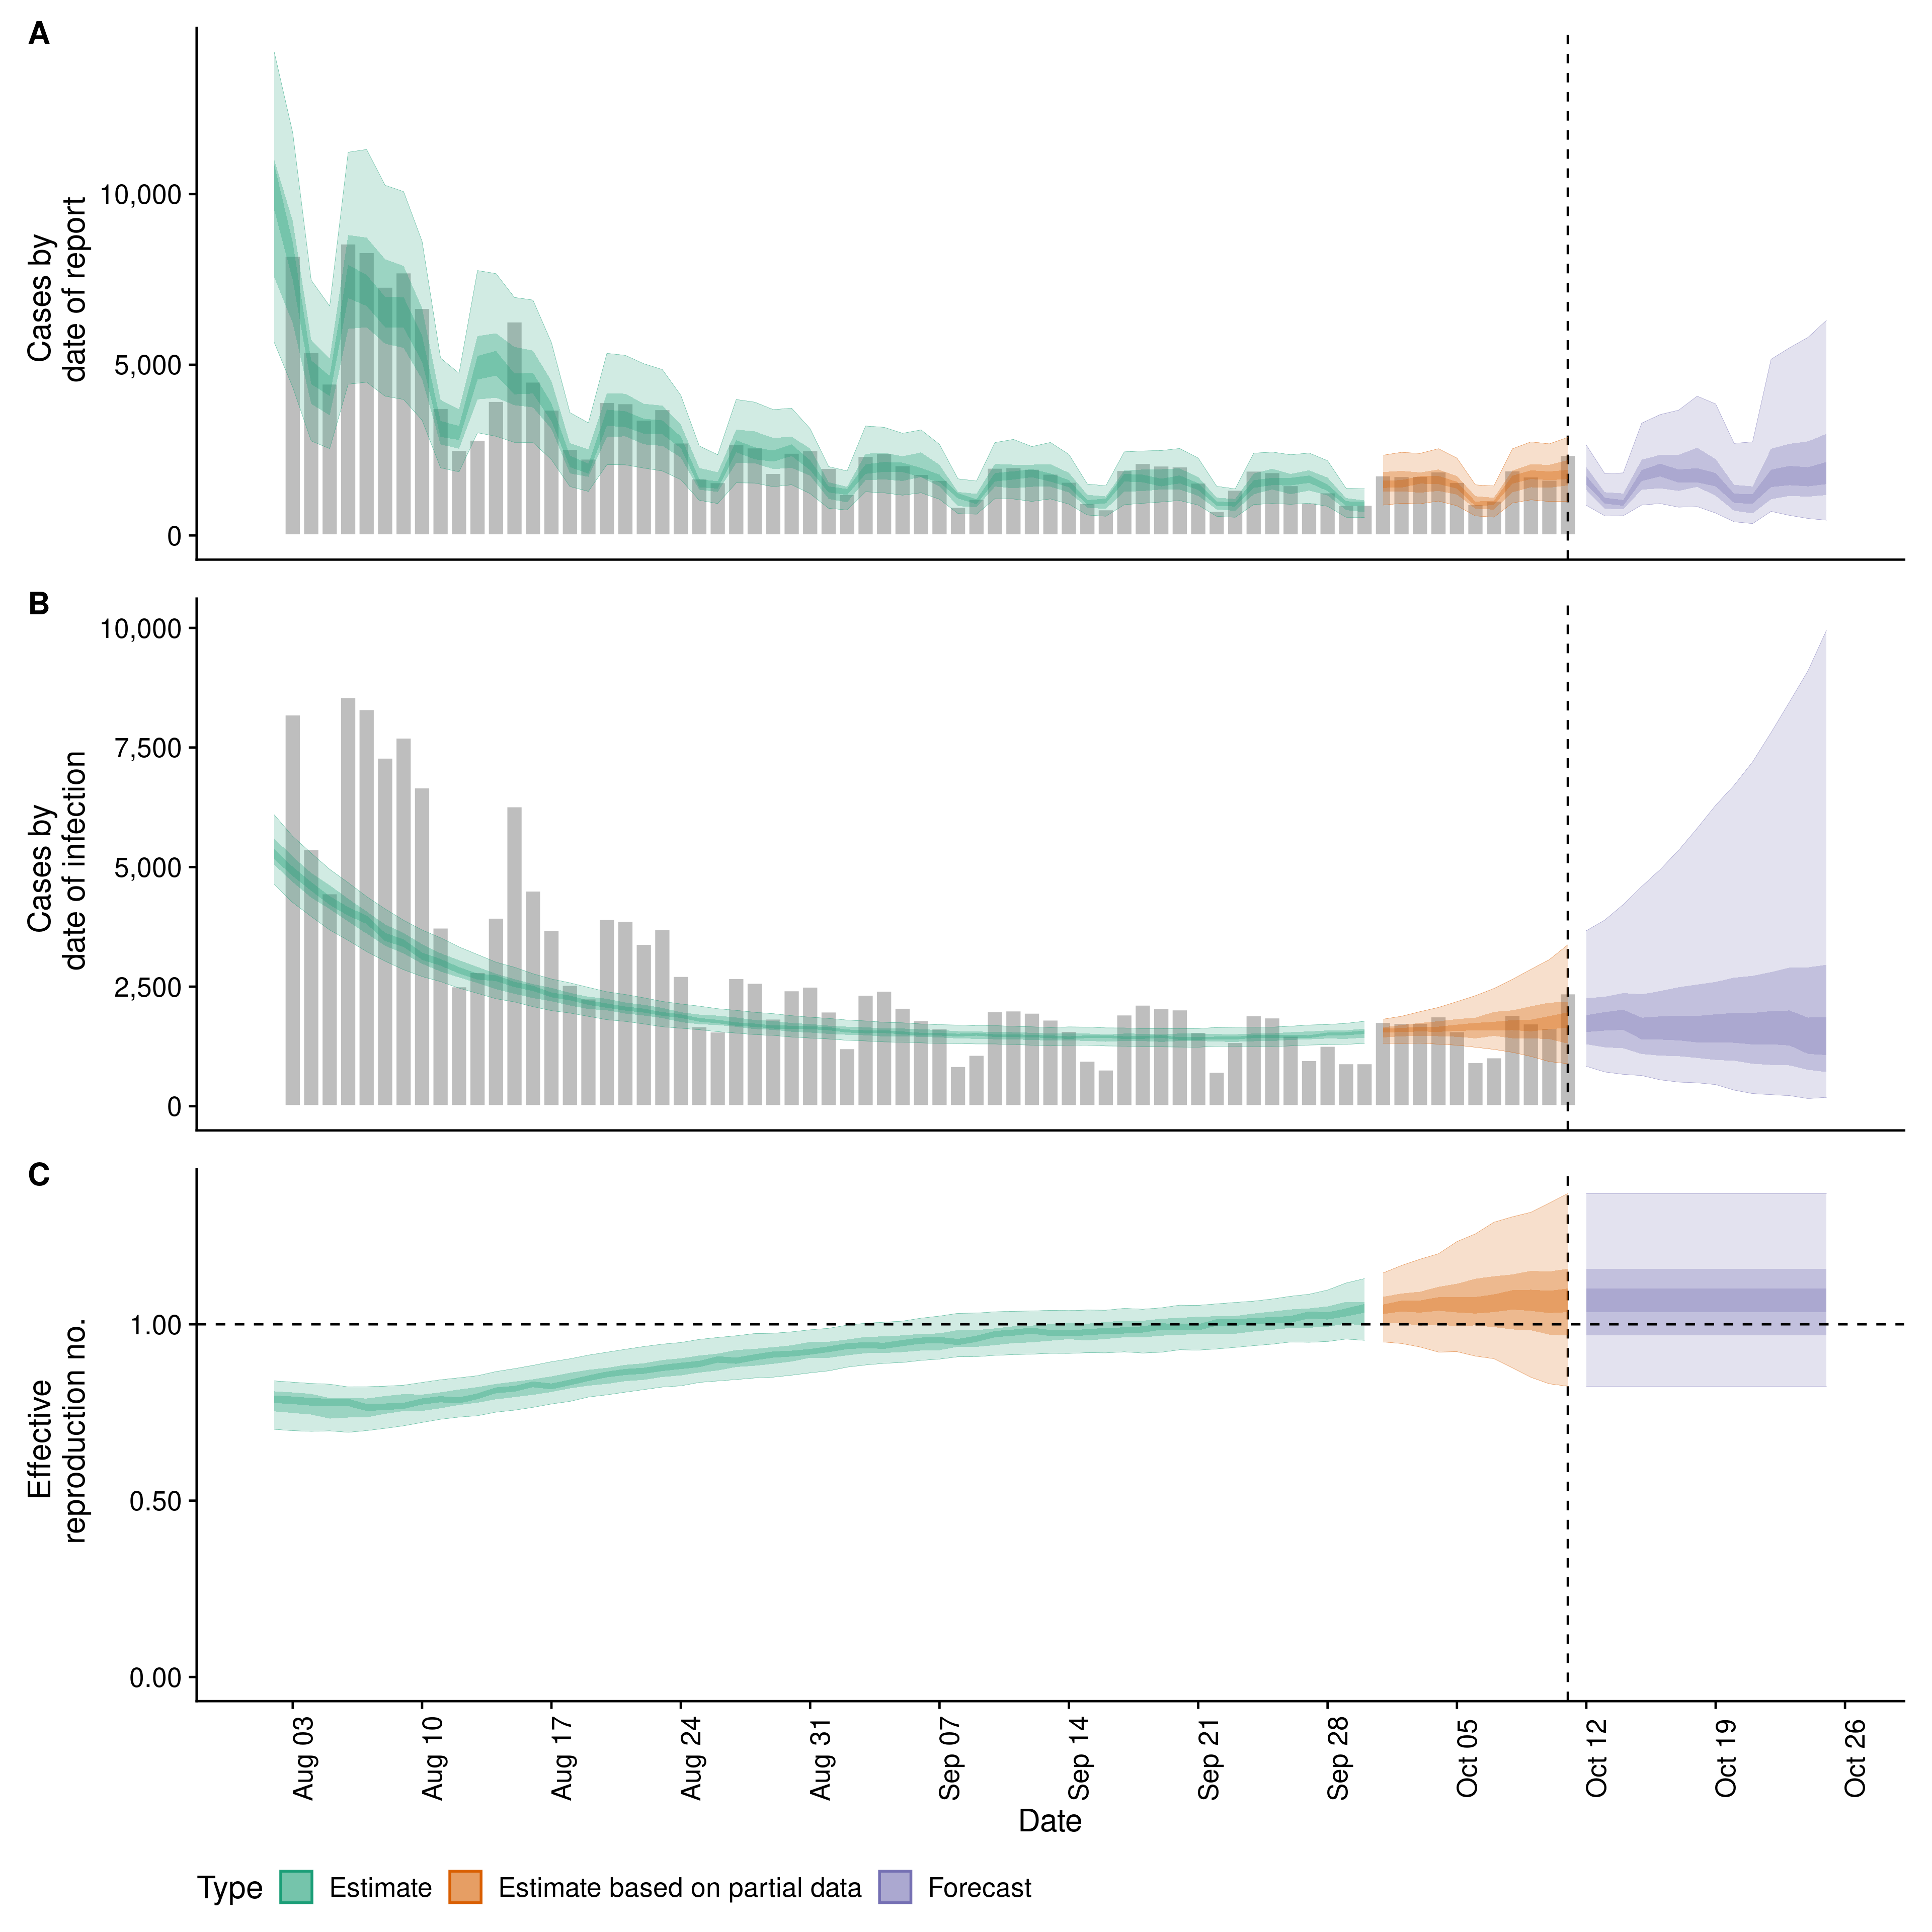 A
Cases by
date of report
10,000
5,000
0
B
Cases by
date of infection
10,000
7,500
5,000
2,500
0
C
Effective
reproduction no.
1.00
0.50
0.00
Aug 03
Aug 10
Aug 17
Aug 24
Aug 31
Sep 07
Sep 14
Sep 21
Sep 28
Oct 05
Oct 12
Oct 19
Oct 26
Date
Type Estimate Estimate based on partial data Forecast